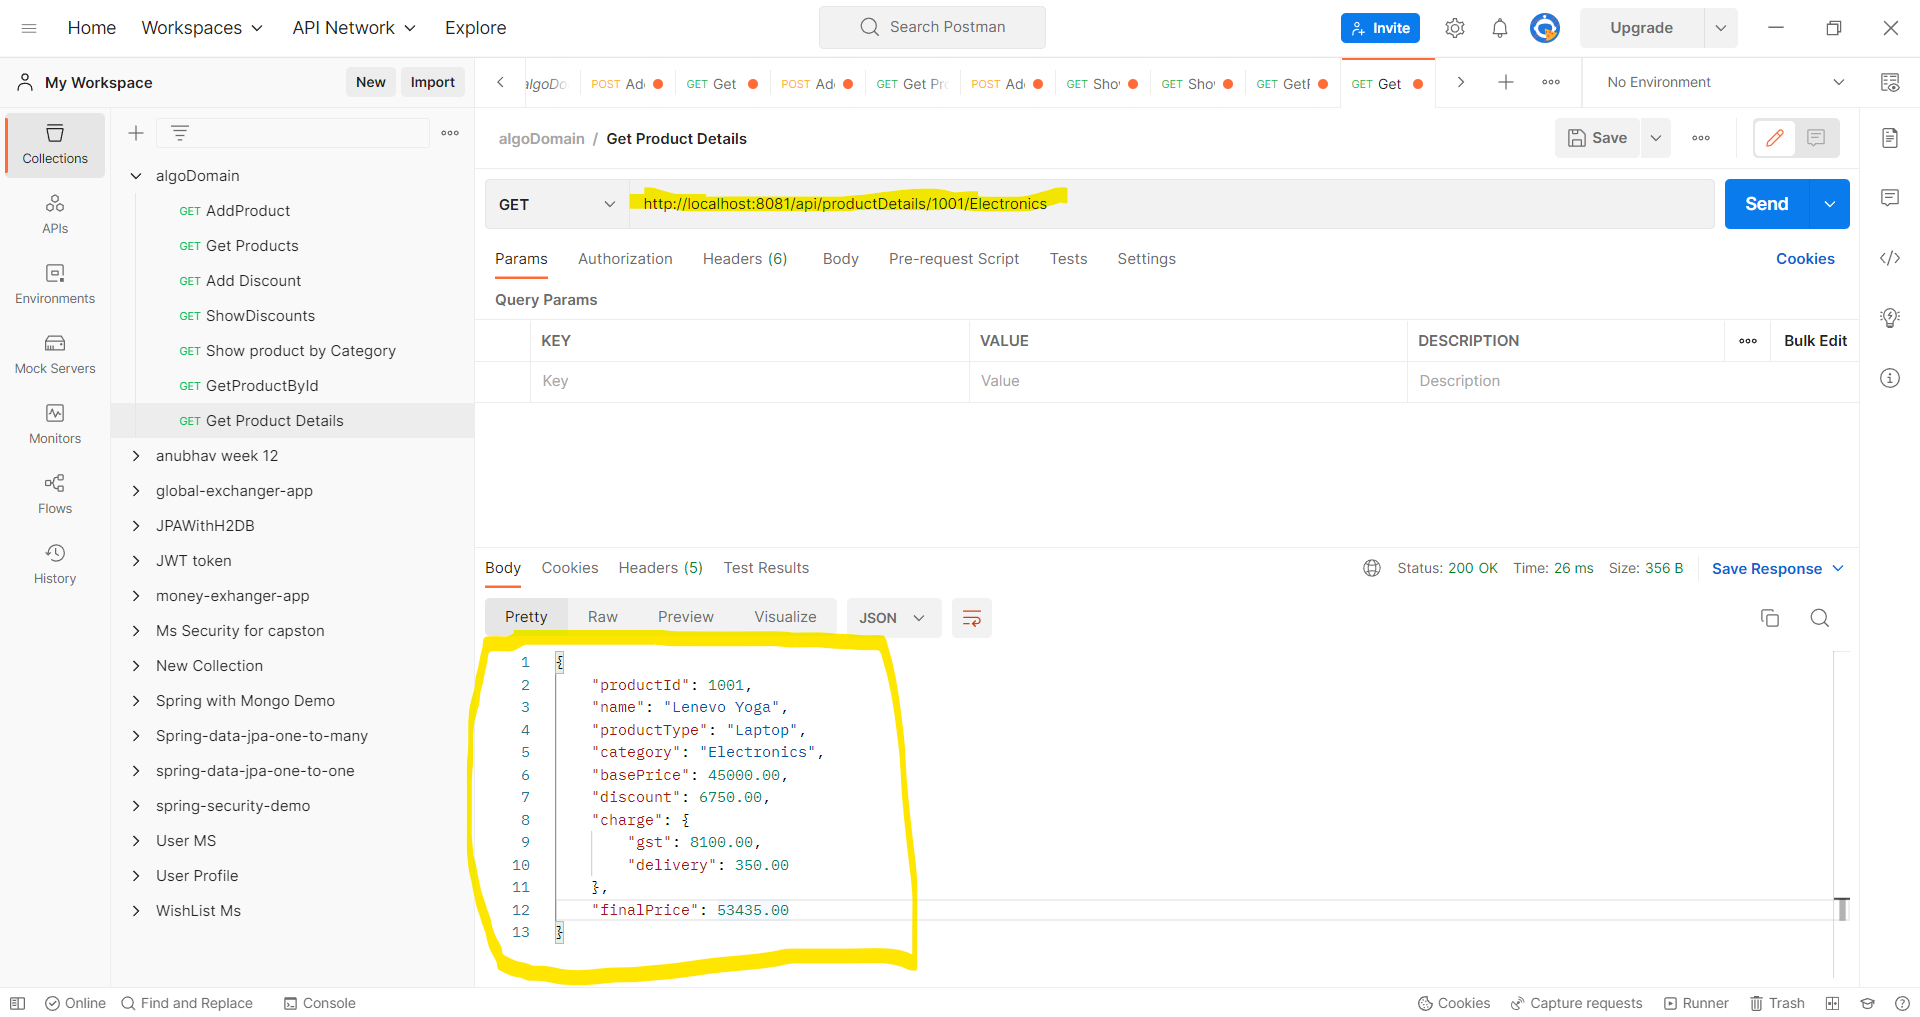 Home Workspaces API Network Explore Search Postman Invite Upgrade
My Workspace New Import
algoDo POST Ad GET Get POST Ad GET Get Pr POST Ad GET Sho GET Sho GET Get GET Get No Environment
Collections
APIs
Environments
Mock Servers
Monitors
Flows
History
algoDomain
GET AddProduct
GET Get Products
GET Add Discount
GET ShowDiscounts
GET Show product by Category
GET GetProductById
GET Get Product Details
anubhav week 12
global-exchanger-app
JPAWithH2DB
JWT token
money-exhanger-app
Ms Security for capston
New Collection
Spring with Mongo Demo
Spring-data-jpa-one-to-many
spring-data-jpa-one-to-one
spring-security-demo
User MS
User Profile
WishList Ms
algoDomain / Get Product Details Save
GET http://localhost:8081/api/productDetails/1001/Electronics Send
Params Authorization Headers (6) Body Pre-request Script Tests Settings Cookies
Query Params
KEY VALUE DESCRIPTION Bulk Edit
Key Value Description
Body Cookies Headers (5) Test Results Status: 200 OK Time: 26 ms Size: 356 B Save Response
Pretty Raw Preview Visualize JSON
1 {
2 "productId": 1001,
3 "name": "Lenevo Yoga",
4 "productType": "Laptop",
5 "category": "Electronics",
6 "basePrice": 45000.00,
7 "discount": 6750.00,
8 "charge": {
9 "gst": 8100.00,
10 "delivery": 350.00
11 },
12 "finalPrice": 53435.00
13 }
Online Find and Replace Console Cookies Capture requests Runner Trash